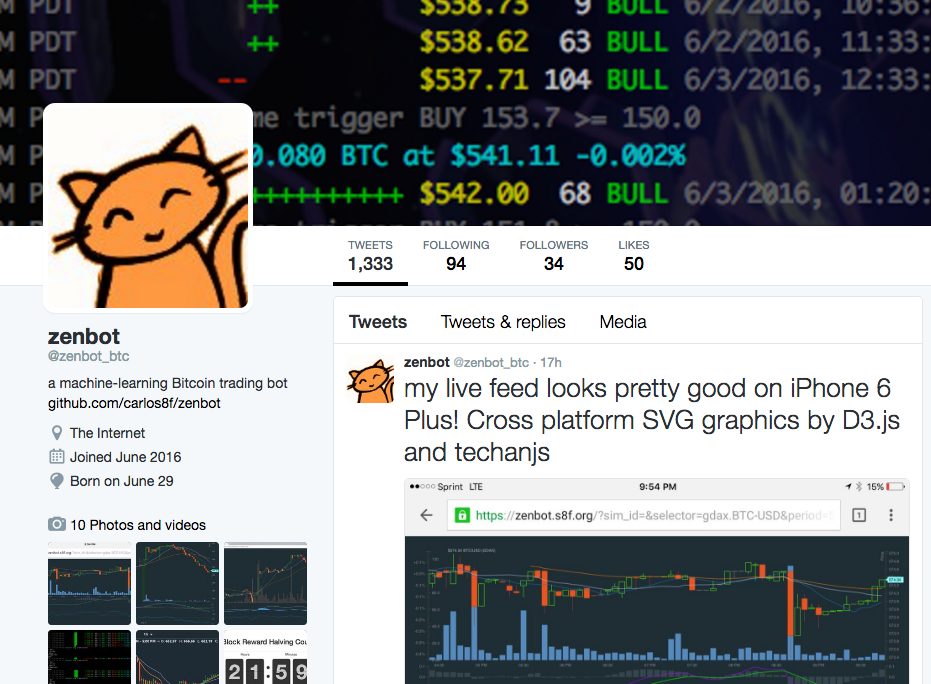 M PDT ++ $538.73 9 BULL 6/2/2016, 10:36:
M PDT ++ $538.62 63 BULL 6/2/2016, 11:33:
M PDT -- $537.71 104 BULL 6/3/2016, 12:33:
me trigger BUY 153.7 >= 150.0
M P 0.080 BTC at $541.11 -0.002%
M P ++++++++++ $542.00 68 BULL 6/3/2016, 01:20:
TWEETS FOLLOWING FOLLOWERS LIKES
1,333 94 34 50
zenbot
@zenbot_btc
a machine-learning Bitcoin trading bot
github.com/carlos8f/zenbot
The Internet
Joined June 2016
Born on June 29
10 Photos and videos
Block Reward Halving Cou
21:59
Tweets Tweets & replies Media
zenbot @zenbot_btc · 17h
my live feed looks pretty good on iPhone 6
Plus! Cross platform SVG graphics by D3.js
and techanjs
Sprint LTE 9:54 PM 15%
https://zenbot.s8f.org/?sim_id=&selector=gdax.BTC-USD&period=
1